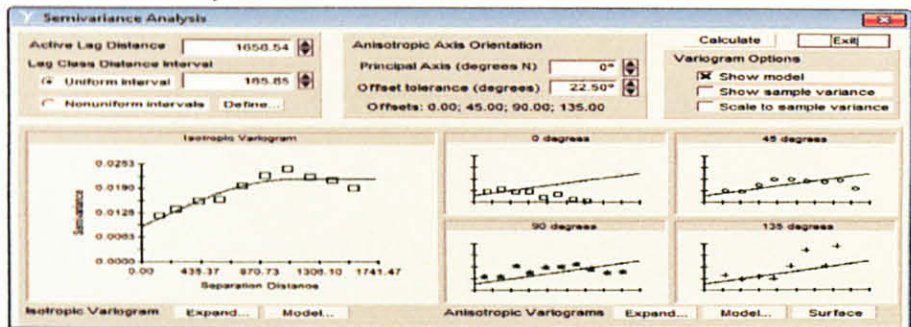 Semivariance Analysis
Active Lag Distance 1658.54
Lag Class Distance Interval
Uniform interval 165.85
Nonuniform intervals Define...
Anisotropic Axis Orientation
Principal Axis (degrees N) 0°
Offset tolerance (degrees) 22.50°
Offsets: 0.00; 45.00; 90.00; 135.00
Calculate Exit
Variogram Options
Show model
Show sample variance
Scale to sample variance
Isotropic Variogram
0.0253
0.0190
0.0126
0.0063
0.0000
Semivariance
0.00 435.37 870.73 1306.10 1741.47
Separation Distance
0 degrees
45 degrees
90 degrees
135 degrees
Isotropic Variogram Expand... Model...
Anisotropic Variograms Expand... Model... Surface